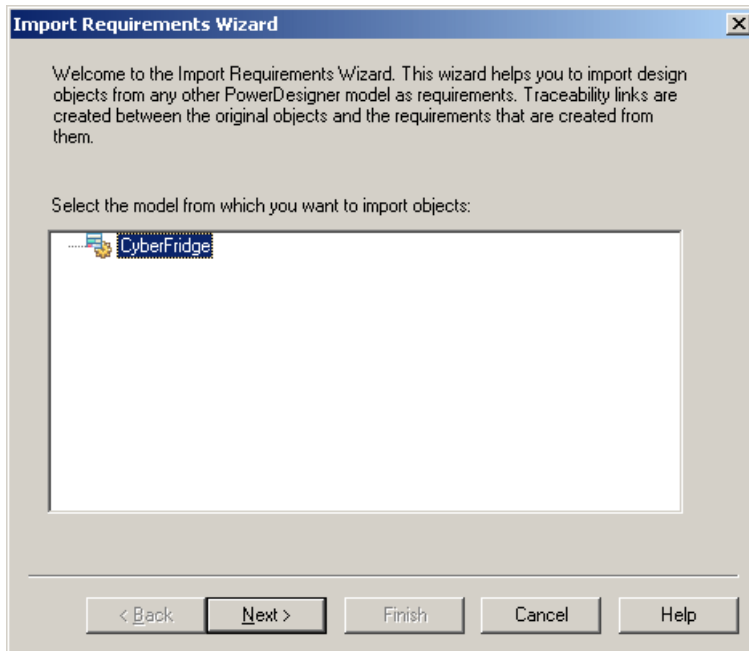 Import Requirements Wizard
Welcome to the Import Requirements Wizard. This wizard helps you to import design
objects from any other PowerDesigner model as requirements. Traceability links are
created between the original objects and the requirements that are created from
them.
Select the model from which you want to import objects:
CyberFridge
< Back
Next >
Finish
Cancel
Help